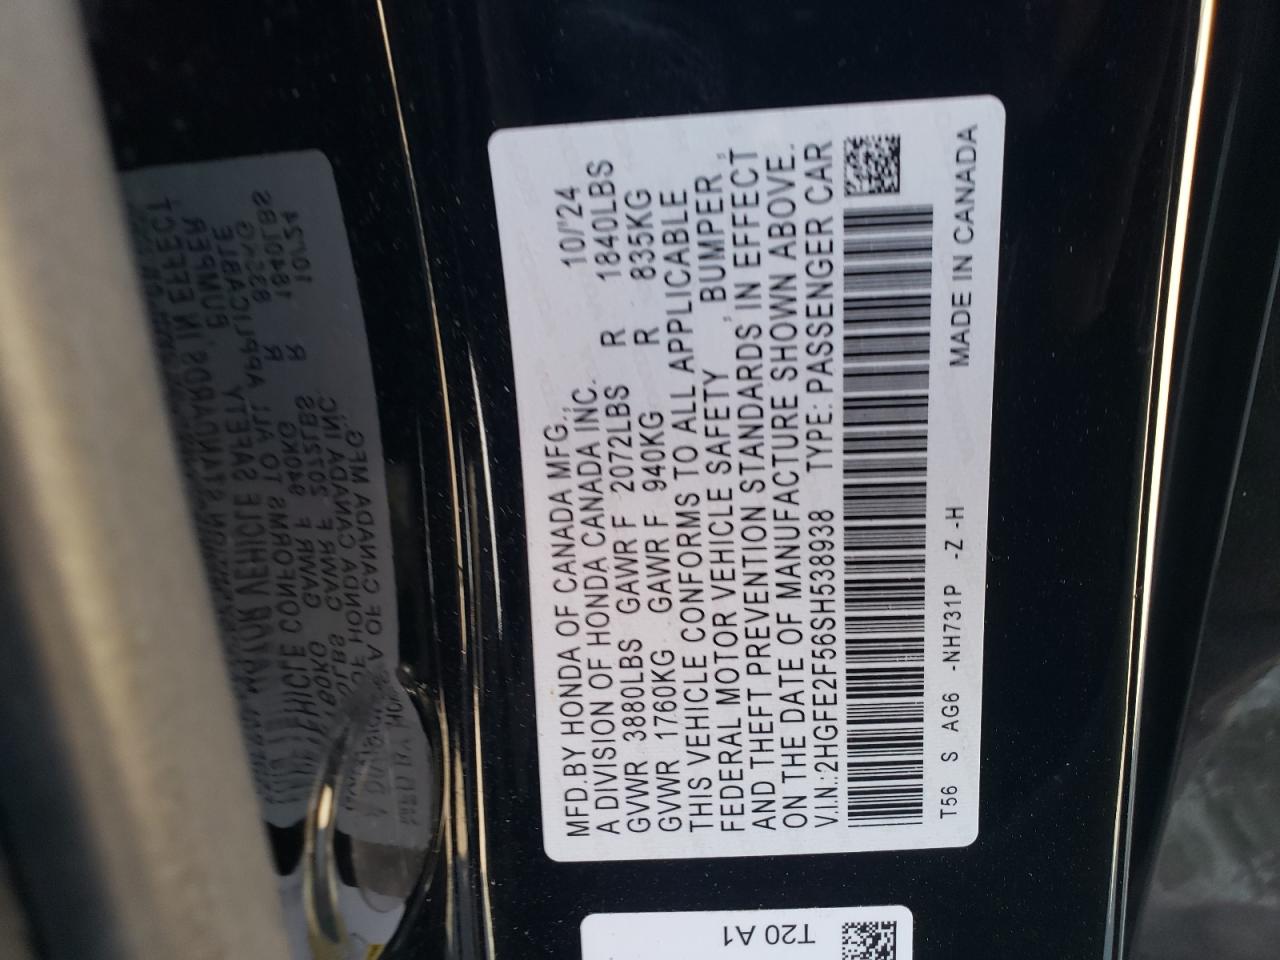 MFD.BY HONDA OF CANADA MFG., 10/'24
A DIVISION OF HONDA CANADA INC.
GVWR 3880LBS GAWR F 2072LBS R 1840LBS
GVWR 1760KG GAWR F 940KG R 835KG
THIS VEHICLE CONFORMS TO ALL APPLICABLE
FEDERAL MOTOR VEHICLE SAFETY , BUMPER ,
AND THEFT PREVENTION STANDARDS IN EFFECT
ON THE DATE OF MANUFACTURE SHOWN ABOVE.
V.I.N.:2HGFE2F56SH538938 TYPE: PASSENGER CAR
T56 S AG6 -NH731P -Z -H MADE IN CANADA
T20 A1